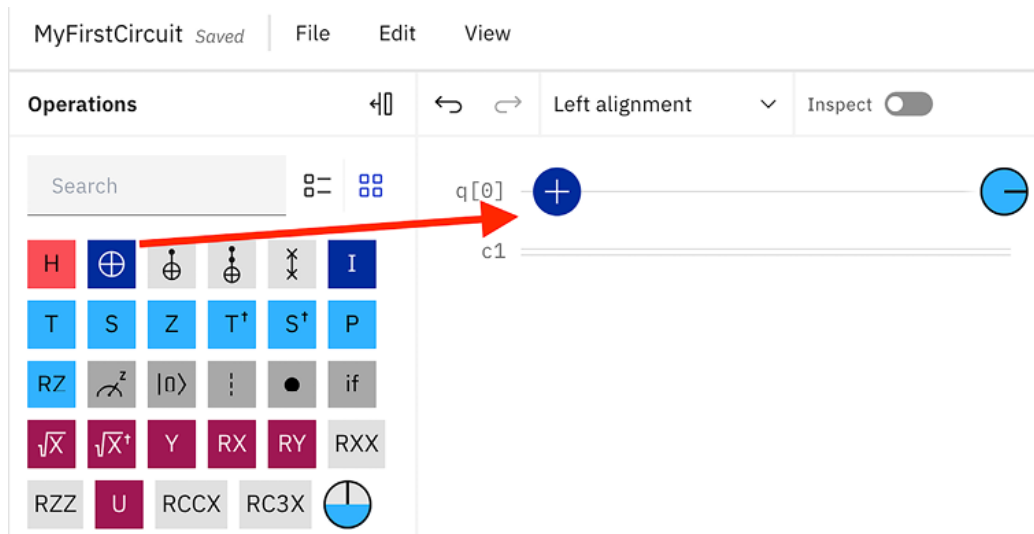 MyFirstCircuit Saved File Edit View
Operations Left alignment Inspect
Search
q[0]
c1
H I
T S Z T† S† P
RZ z |0⟩ if
√X √X† Y RX RY RXX
RZZ U RCCX RC3X